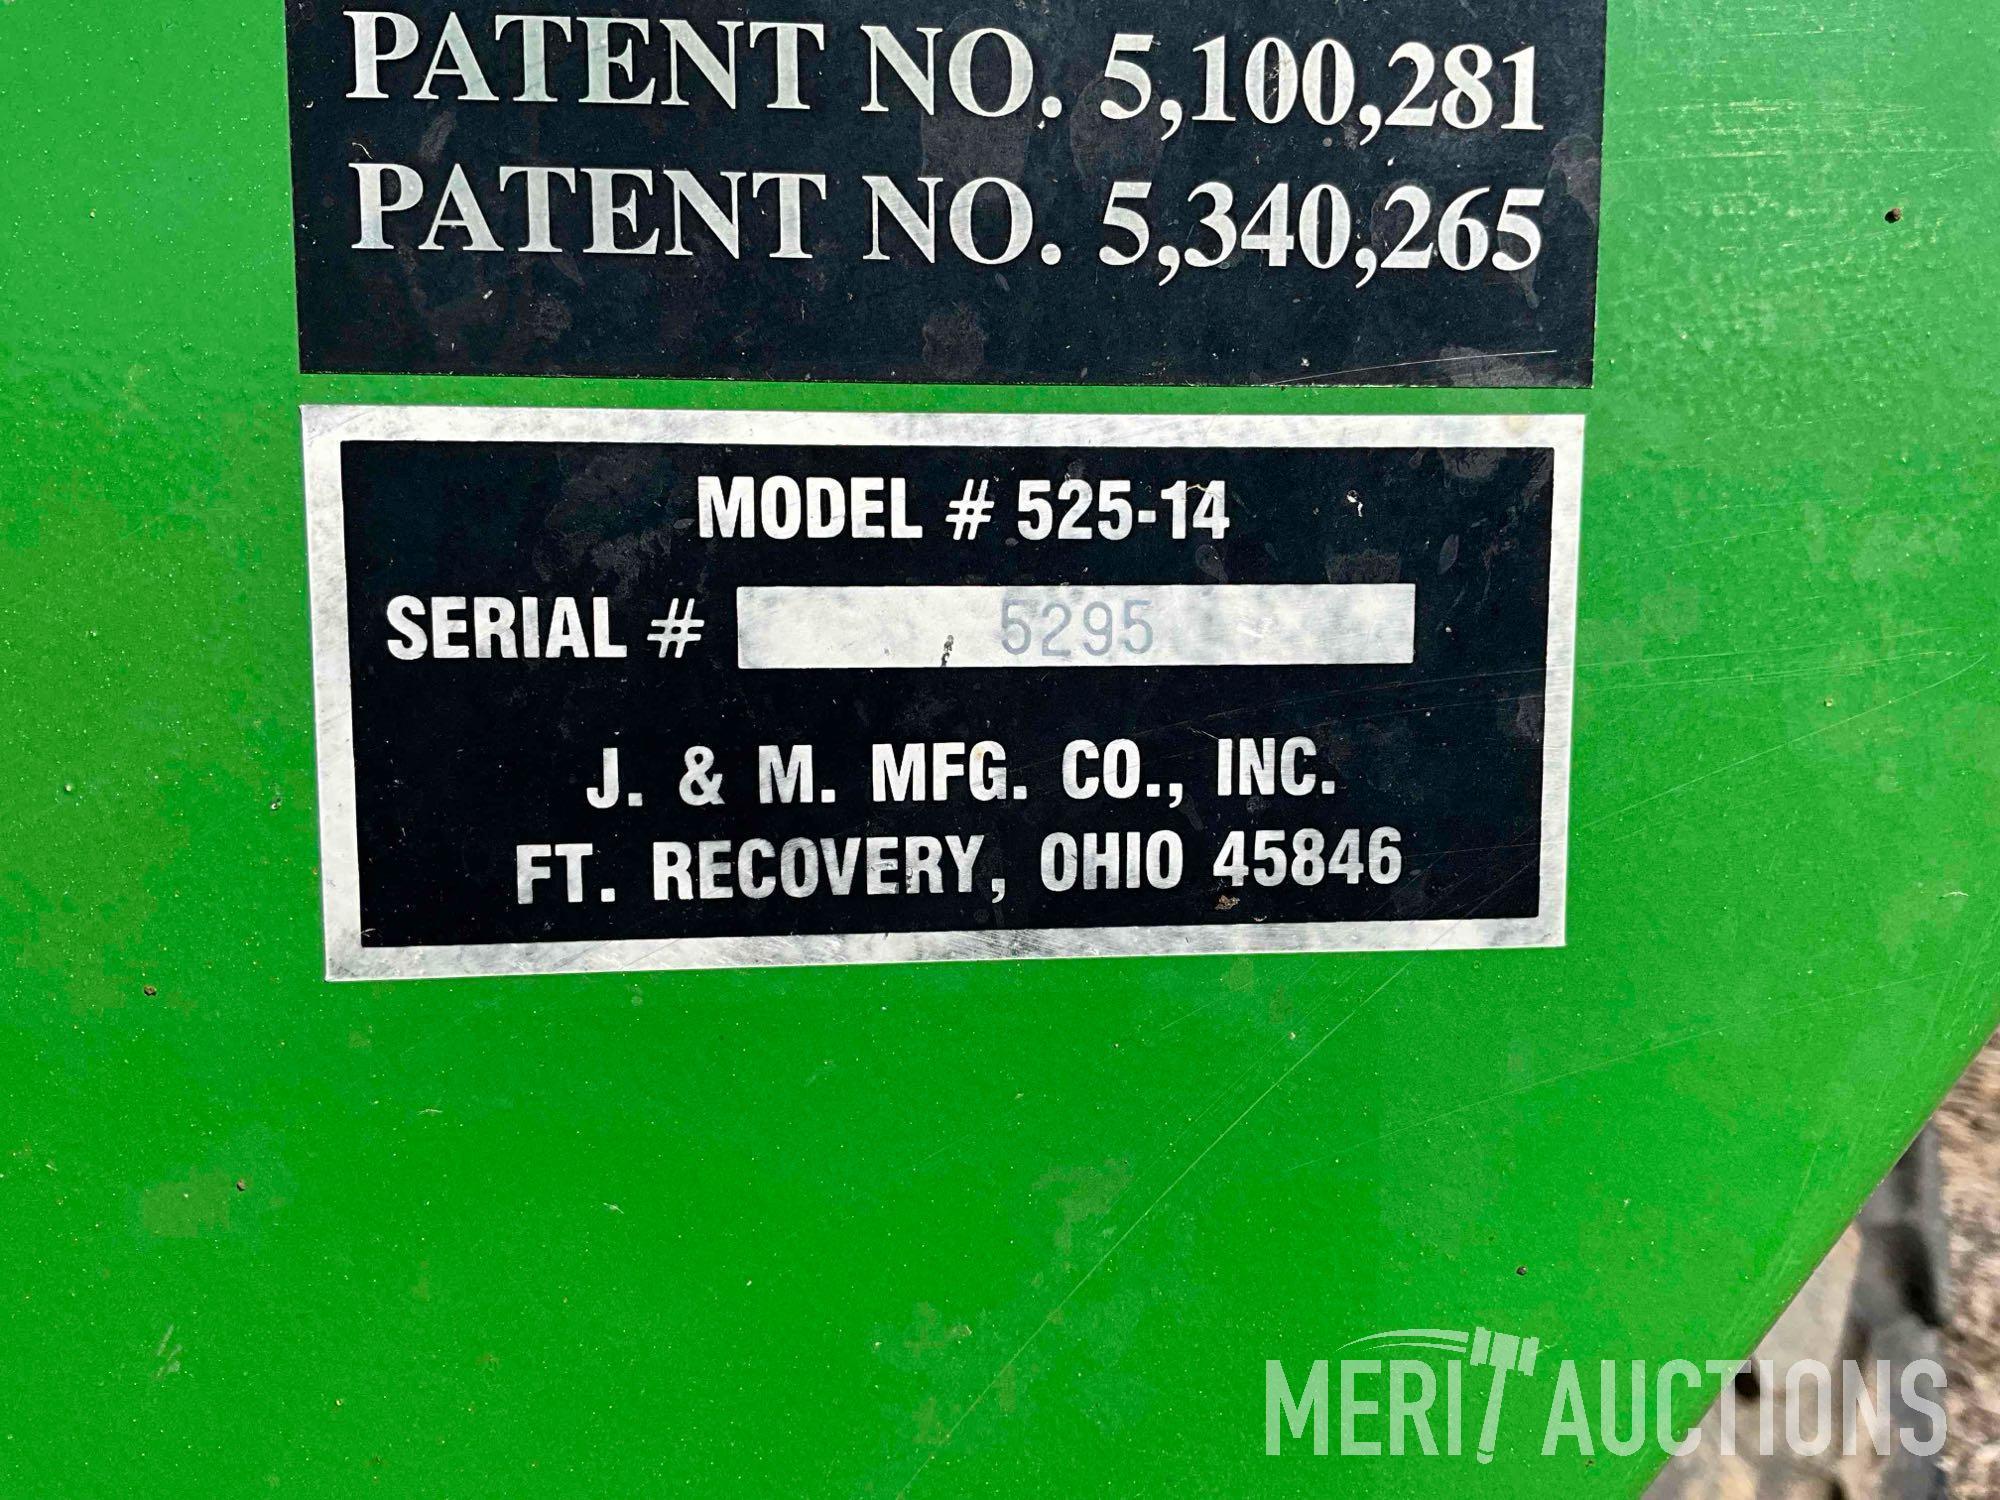 PATENT NO. 5,100,281
PATENT NO. 5,340,265
MODEL # 525-14
SERIAL # 5295
J. & M. MFG. CO., INC.
FT. RECOVERY, OHIO 45846
MERIT AUCTIONS